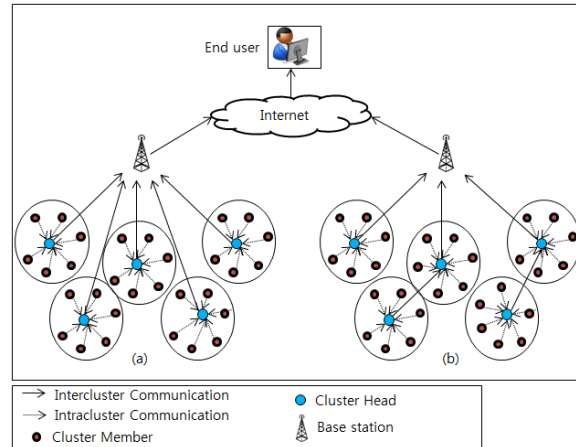 End user
Internet
(a)
(b)
Intercluster Communication
Intracluster Communication
Cluster Member
Cluster Head
Base station